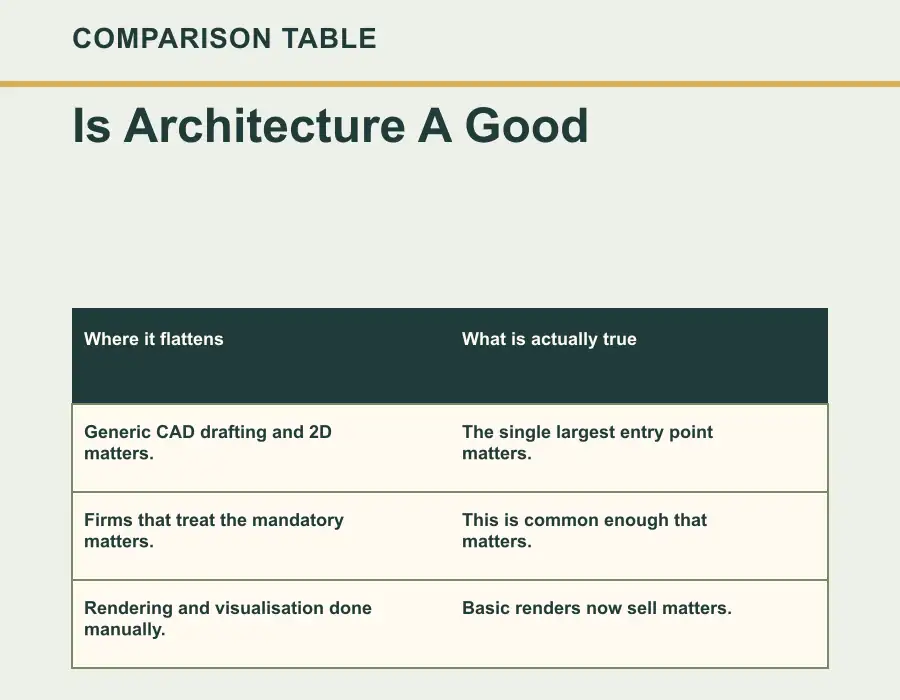 COMPARISON TABLE
Is Architecture A Good
Where it flattens
What is actually true
Generic CAD drafting and 2D
matters.
The single largest entry point
matters.
Firms that treat the mandatory
matters.
This is common enough that
matters.
Rendering and visualisation done
manually.
Basic renders now sell matters.